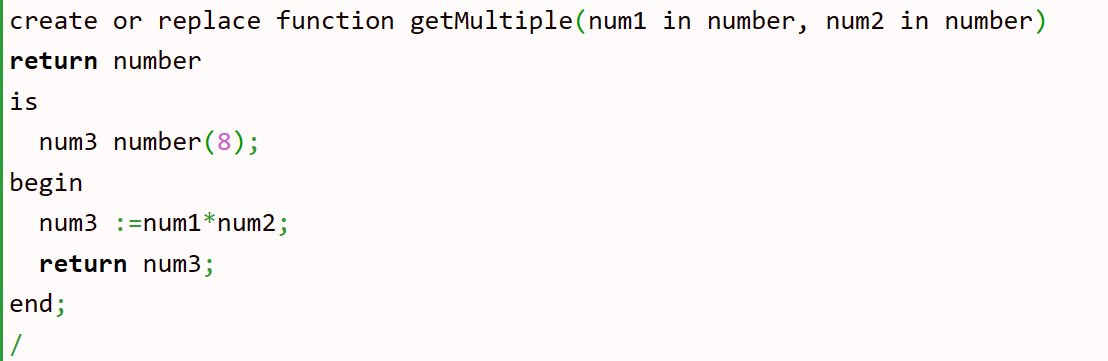 create or replace function getMultiple(num1 in number, num2 in number)
return number
is
  num3 number(8);
begin
  num3 :=num1*num2;
  return num3;
end;
/